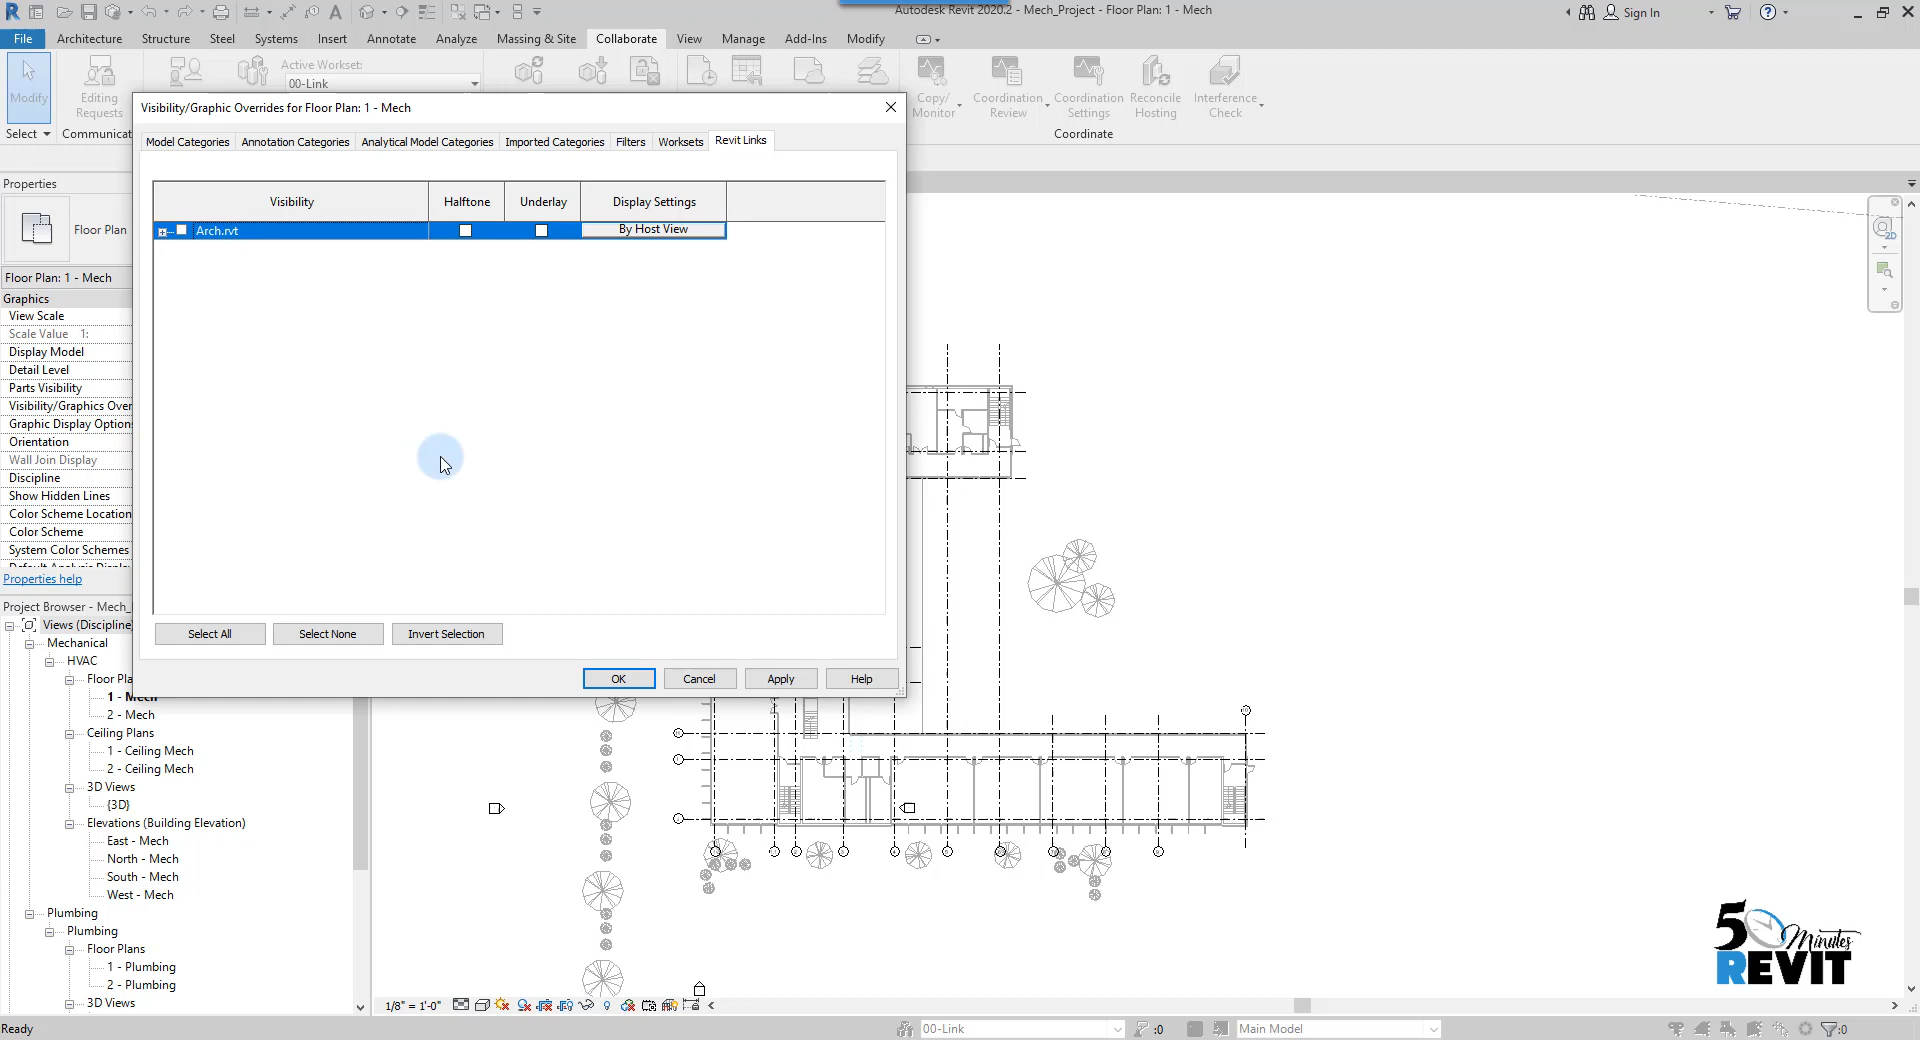 Autodesk Revit 2020.2 - Mech_Project - Floor Plan: 1 - Mech
Sign In
File Architecture Structure Steel Systems Insert Annotate Analyze Massing & Site Collaborate View Manage Add-Ins Modify
Modify
Editing
Requests
Active Workset:
00-Link
Copy/
Monitor
Coordination
Review
Coordination
Settings
Reconcile
Hosting
Interference
Check
Select
Communicat
Coordinate
Visibility/Graphic Overrides for Floor Plan: 1 - Mech
Model Categories Annotation Categories Analytical Model Categories Imported Categories Filters Worksets Revit Links
Visibility Halftone Underlay Display Settings
Arch.rvt By Host View
Select All Select None Invert Selection
OK Cancel Apply Help
Properties
Floor Plan
Floor Plan: 1 - Mech
Graphics
View Scale
Scale Value 1:
Display Model
Detail Level
Parts Visibility
Visibility/Graphics Over
Graphic Display Option
Orientation
Wall Join Display
Discipline
Show Hidden Lines
Color Scheme Location
Color Scheme
System Color Schemes
Default Analysis Display
Properties help
Project Browser - Mech_
Views (Discipline)
Mechanical
HVAC
Floor Pla
1 - Mech
2 - Mech
Ceiling Plans
1 - Ceiling Mech
2 - Ceiling Mech
3D Views
{3D}
Elevations (Building Elevation)
East - Mech
North - Mech
South - Mech
West - Mech
Plumbing
Plumbing
Floor Plans
1 - Plumbing
2 - Plumbing
3D Views
2D
1/8" = 1'-0"
5 Minutes
REVIT
Ready
00-Link
:0
Main Model
:0